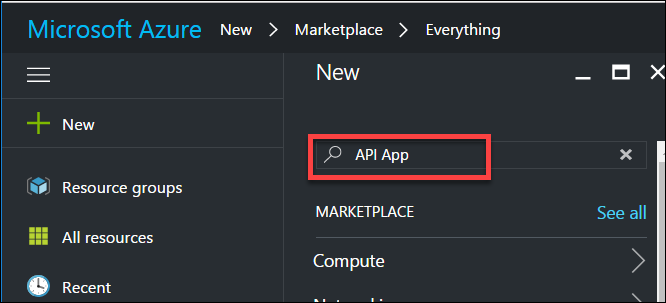 Microsoft Azure New > Marketplace > Everything
New
New
API App
Resource groups
MARKETPLACE See all
All resources
Compute
Recent